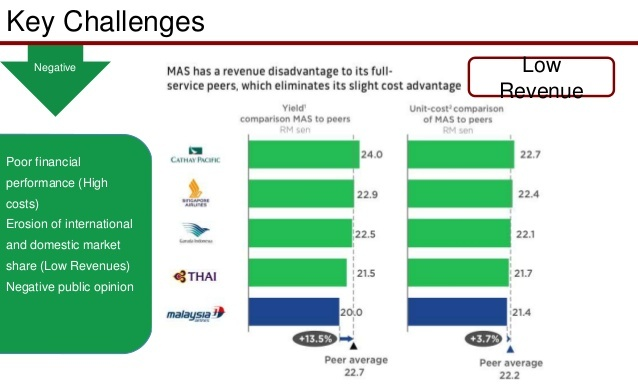 Key Challenges
Negative
MAS has a revenue disadvantage to its full-
service peers, which eliminates its slight cost advantage
Low
Revenue
Poor financial
performance (High
costs)
Erosion of international
and domestic market
share (Low Revenues)
Negative public opinion
Yield¹
comparison MAS to peers
RM sen
Unit-cost² comparison
of MAS to peers
RM sen
CATHAY PACIFIC
24.0
22.7
SINGAPORE
AIRLINES
22.9
22.4
Garuda Indonesia
22.5
22.1
THAI
21.5
21.7
malaysia
airlines
20.0
21.4
+13.5%
+3.7%
Peer average
22.7
Peer average
22.2